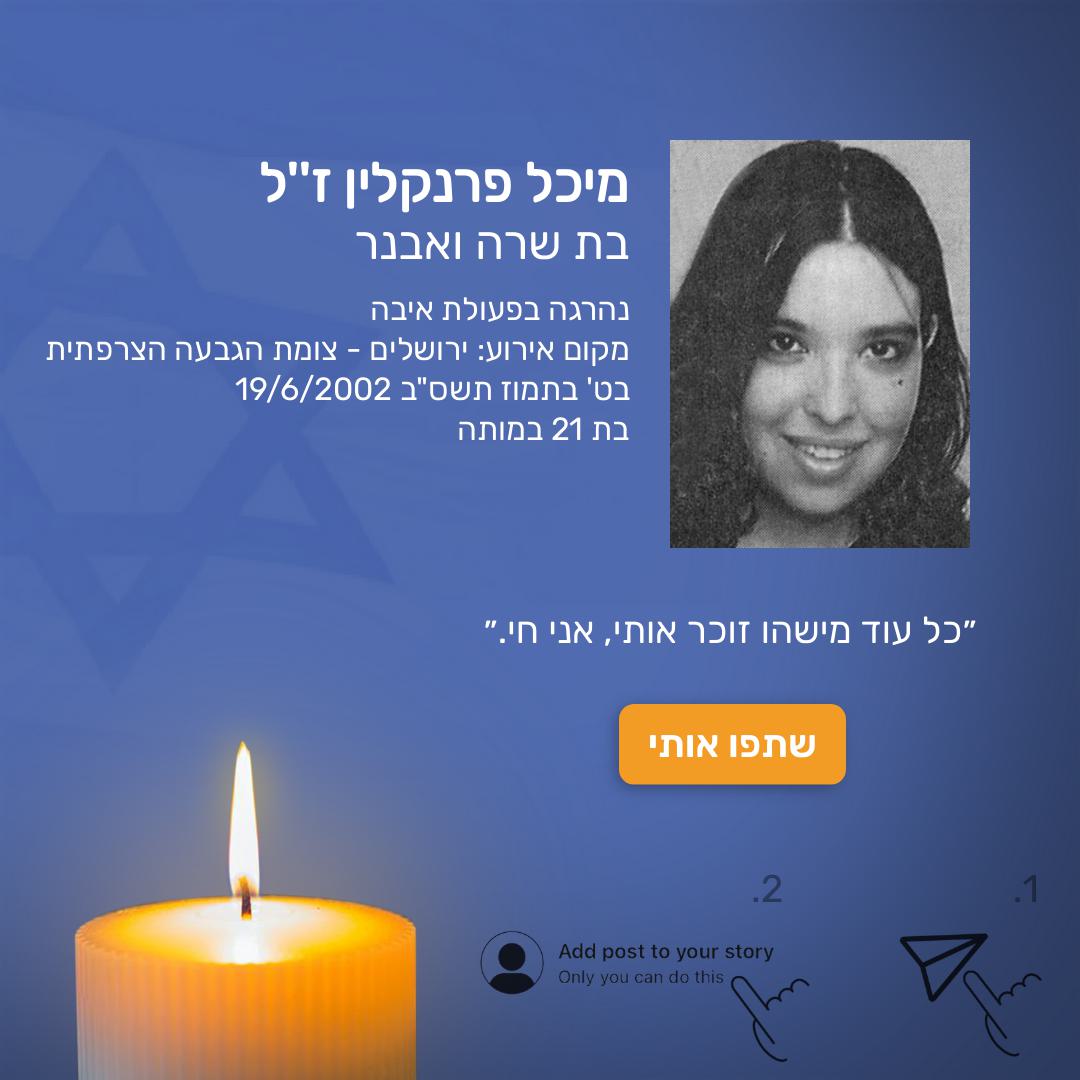 מיכל פרנקלין ז"ל
בת שרה ואבנר
נהרגה בפעולת איבה
מקום אירוע: ירושלים - צומת הגבעה הצרפתית
בט' בתמוז תשס"ב 19/6/2002
בת 21 במותה
״כל עוד מישהו זוכר אותי, אני חי.״
שתפו אותי
.1
.2
Add post to your story
Only you can do this